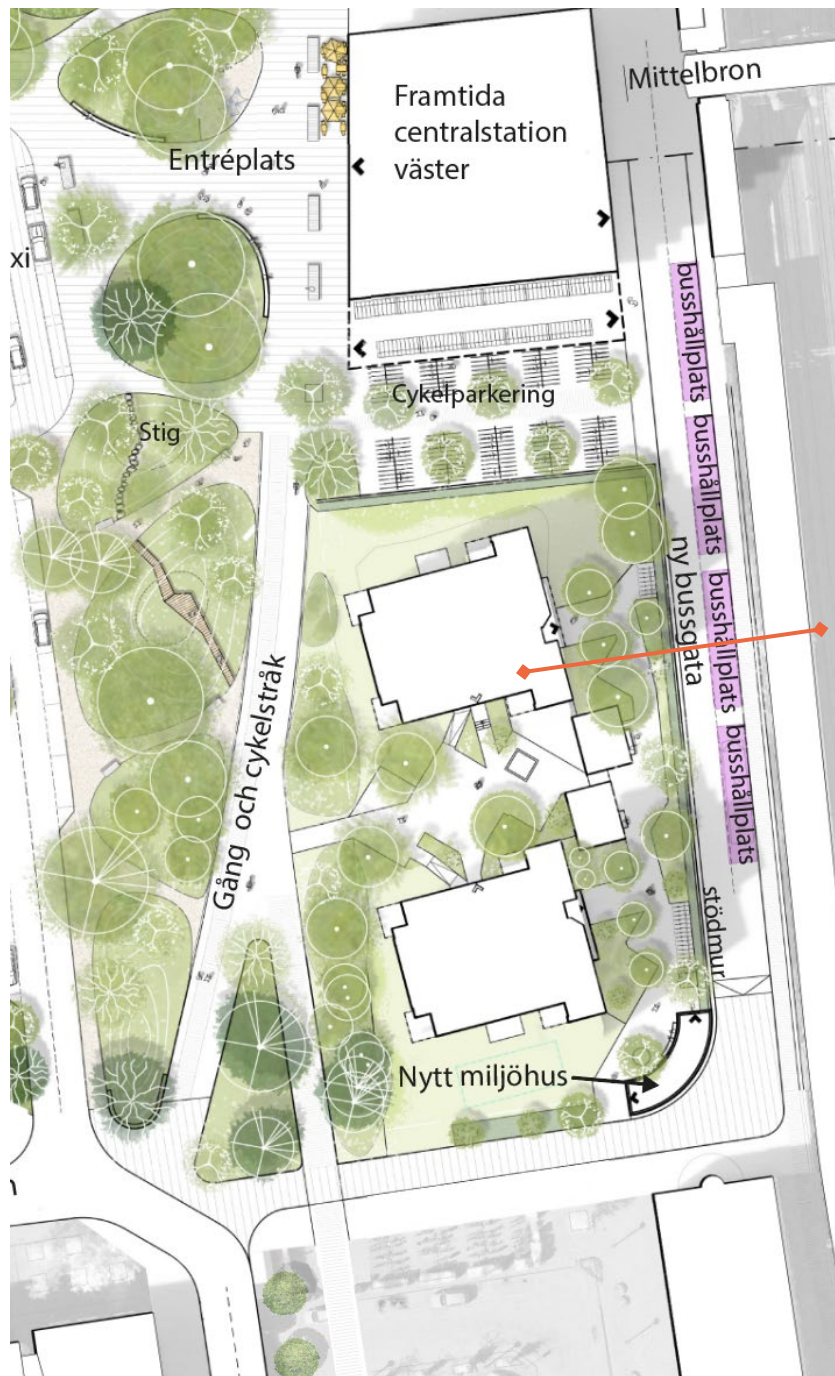 Mittelbron
Framtida
centralstation
väster
Entréplats
xi
busshållplats
Cykelparkering
Stig
busshållplats
ny bussgata
busshållplats
Gång och cykelstråk
busshållplats
stödmur
Nytt miljöhus
n